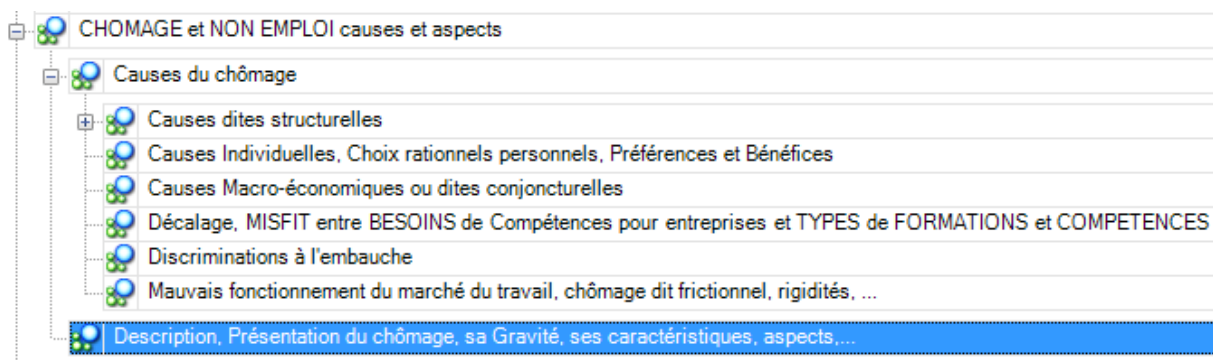 CHOMAGE et NON EMPLOI causes et aspects
Causes du chômage
Causes dites structurelles
Causes Individuelles, Choix rationnels personnels, Préférences et Bénéfices
Causes Macro-économiques ou dites conjoncturelles
Décalage, MISFIT entre BESOINS de Compétences pour entreprises et TYPES de FORMATIONS et COMPETENCES
Discriminations à l'embauche
Mauvais fonctionnement du marché du travail, chômage dit frictionnel, rigidités, ...
Description, Présentation du chômage, sa Gravité, ses caractéristiques, aspects,...